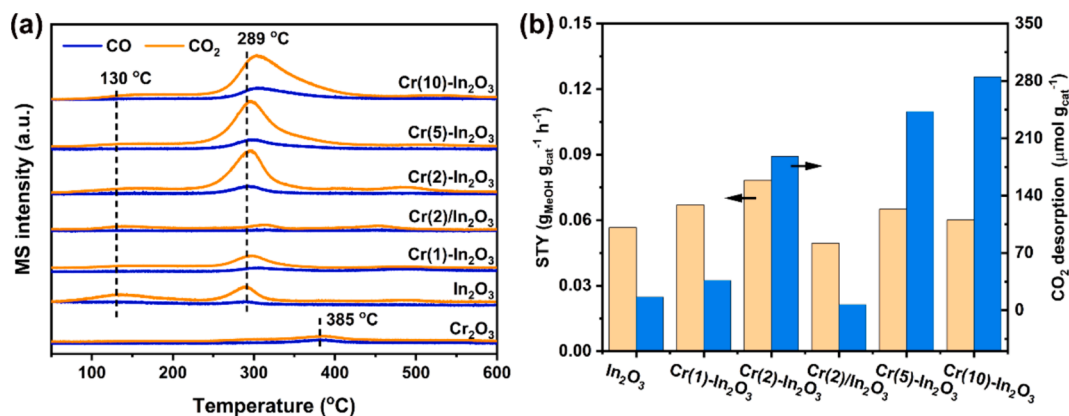 (a)
CO CO₂
289 °C
130 °C
Cr(10)-In₂O₃
Cr(5)-In₂O₃
Cr(2)-In₂O₃
Cr(2)/In₂O₃
Cr(1)-In₂O₃
In₂O₃
385 °C
Cr₂O₃
MS intensity (a.u.)
100 200 300 400 500 600
Temperature (°C)
(b)
0.15
0.12
0.09
0.06
0.03
0.00
STY (g_MeOH g_cat⁻¹ h⁻¹)
350
280
210
140
70
0
CO₂ desorption (μmol g_cat⁻¹)
In₂O₃
Cr(1)-In₂O₃
Cr(2)-In₂O₃
Cr(2)/In₂O₃
Cr(5)-In₂O₃
Cr(10)-In₂O₃